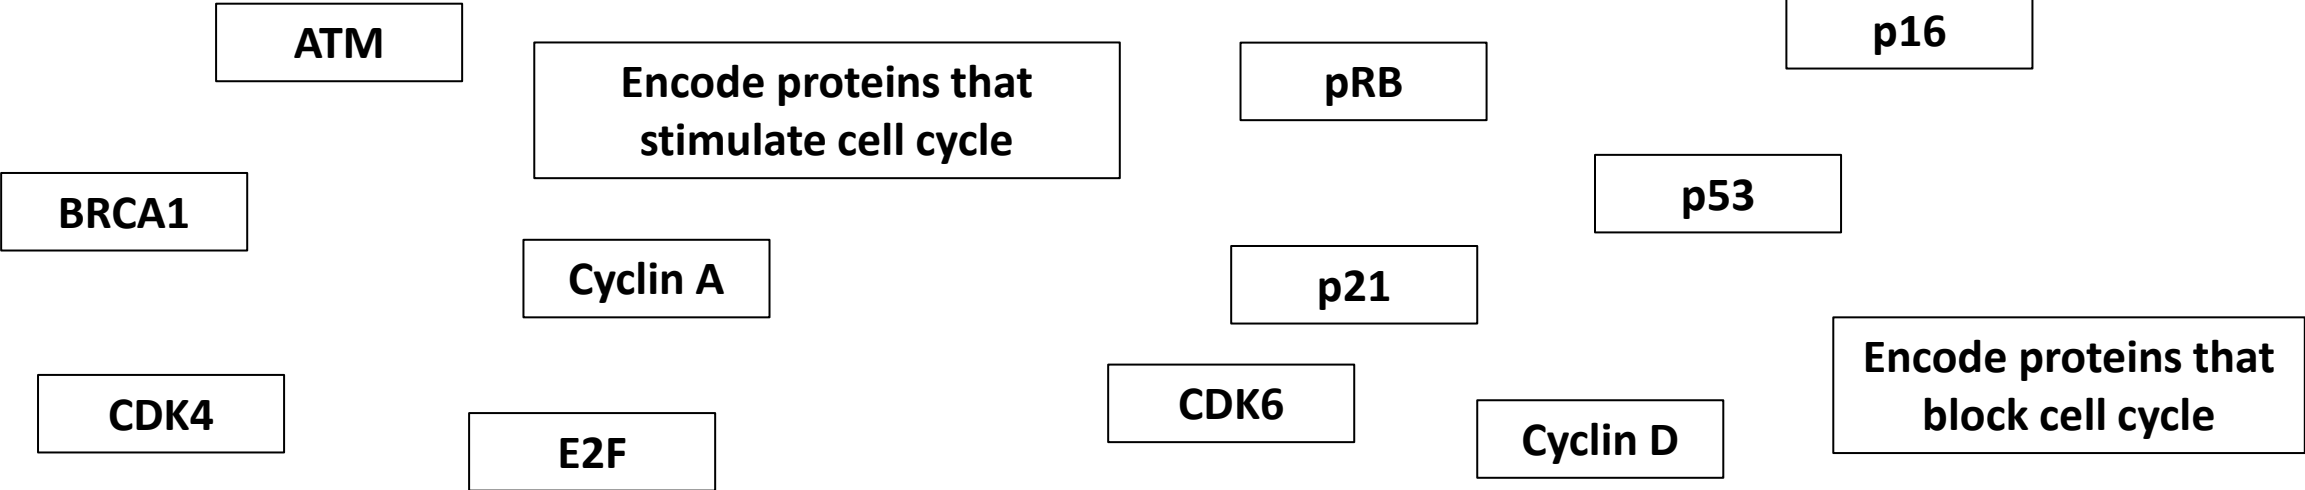 ATM
Encode proteins that
stimulate cell cycle
pRB
p16
BRCA1
p53
Cyclin A
p21
Encode proteins that
block cell cycle
CDK4
E2F
CDK6
Cyclin D